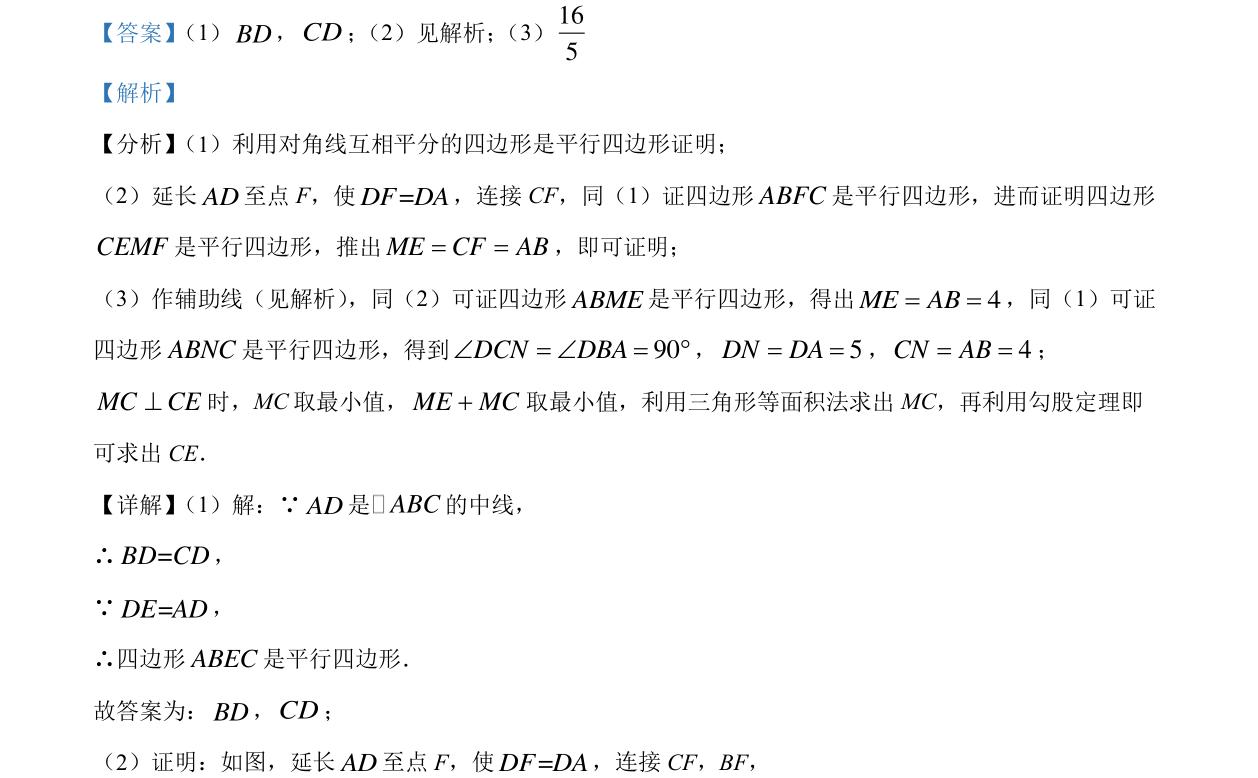 【答案】（1）BD，CD；（2）见解析；（3）16/5
【解析】
【分析】（1）利用对角线互相平分的四边形是平行四边形证明；
（2）延长 AD 至点 F，使 DF=DA，连接 CF，同（1）证四边形 ABFC 是平行四边形，进而证明四边形
CEMF 是平行四边形，推出 ME = CF = AB，即可证明；
（3）作辅助线（见解析），同（2）可证四边形 ABME 是平行四边形，得出 ME = AB = 4，同（1）可证
四边形 ABNC 是平行四边形，得到∠DCN = ∠DBA = 90°，DN = DA = 5，CN = AB = 4；
MC ⊥ CE 时，MC 取最小值，ME + MC 取最小值，利用三角形等面积法求出 MC，再利用勾股定理即
可求出 CE．
【详解】（1）解：∵ AD 是□ABC 的中线，
∴ BD=CD，
∵ DE=AD，
∴四边形 ABEC 是平行四边形．
故答案为：BD，CD；
（2）证明：如图，延长 AD 至点 F，使 DF=DA，连接 CF，BF，